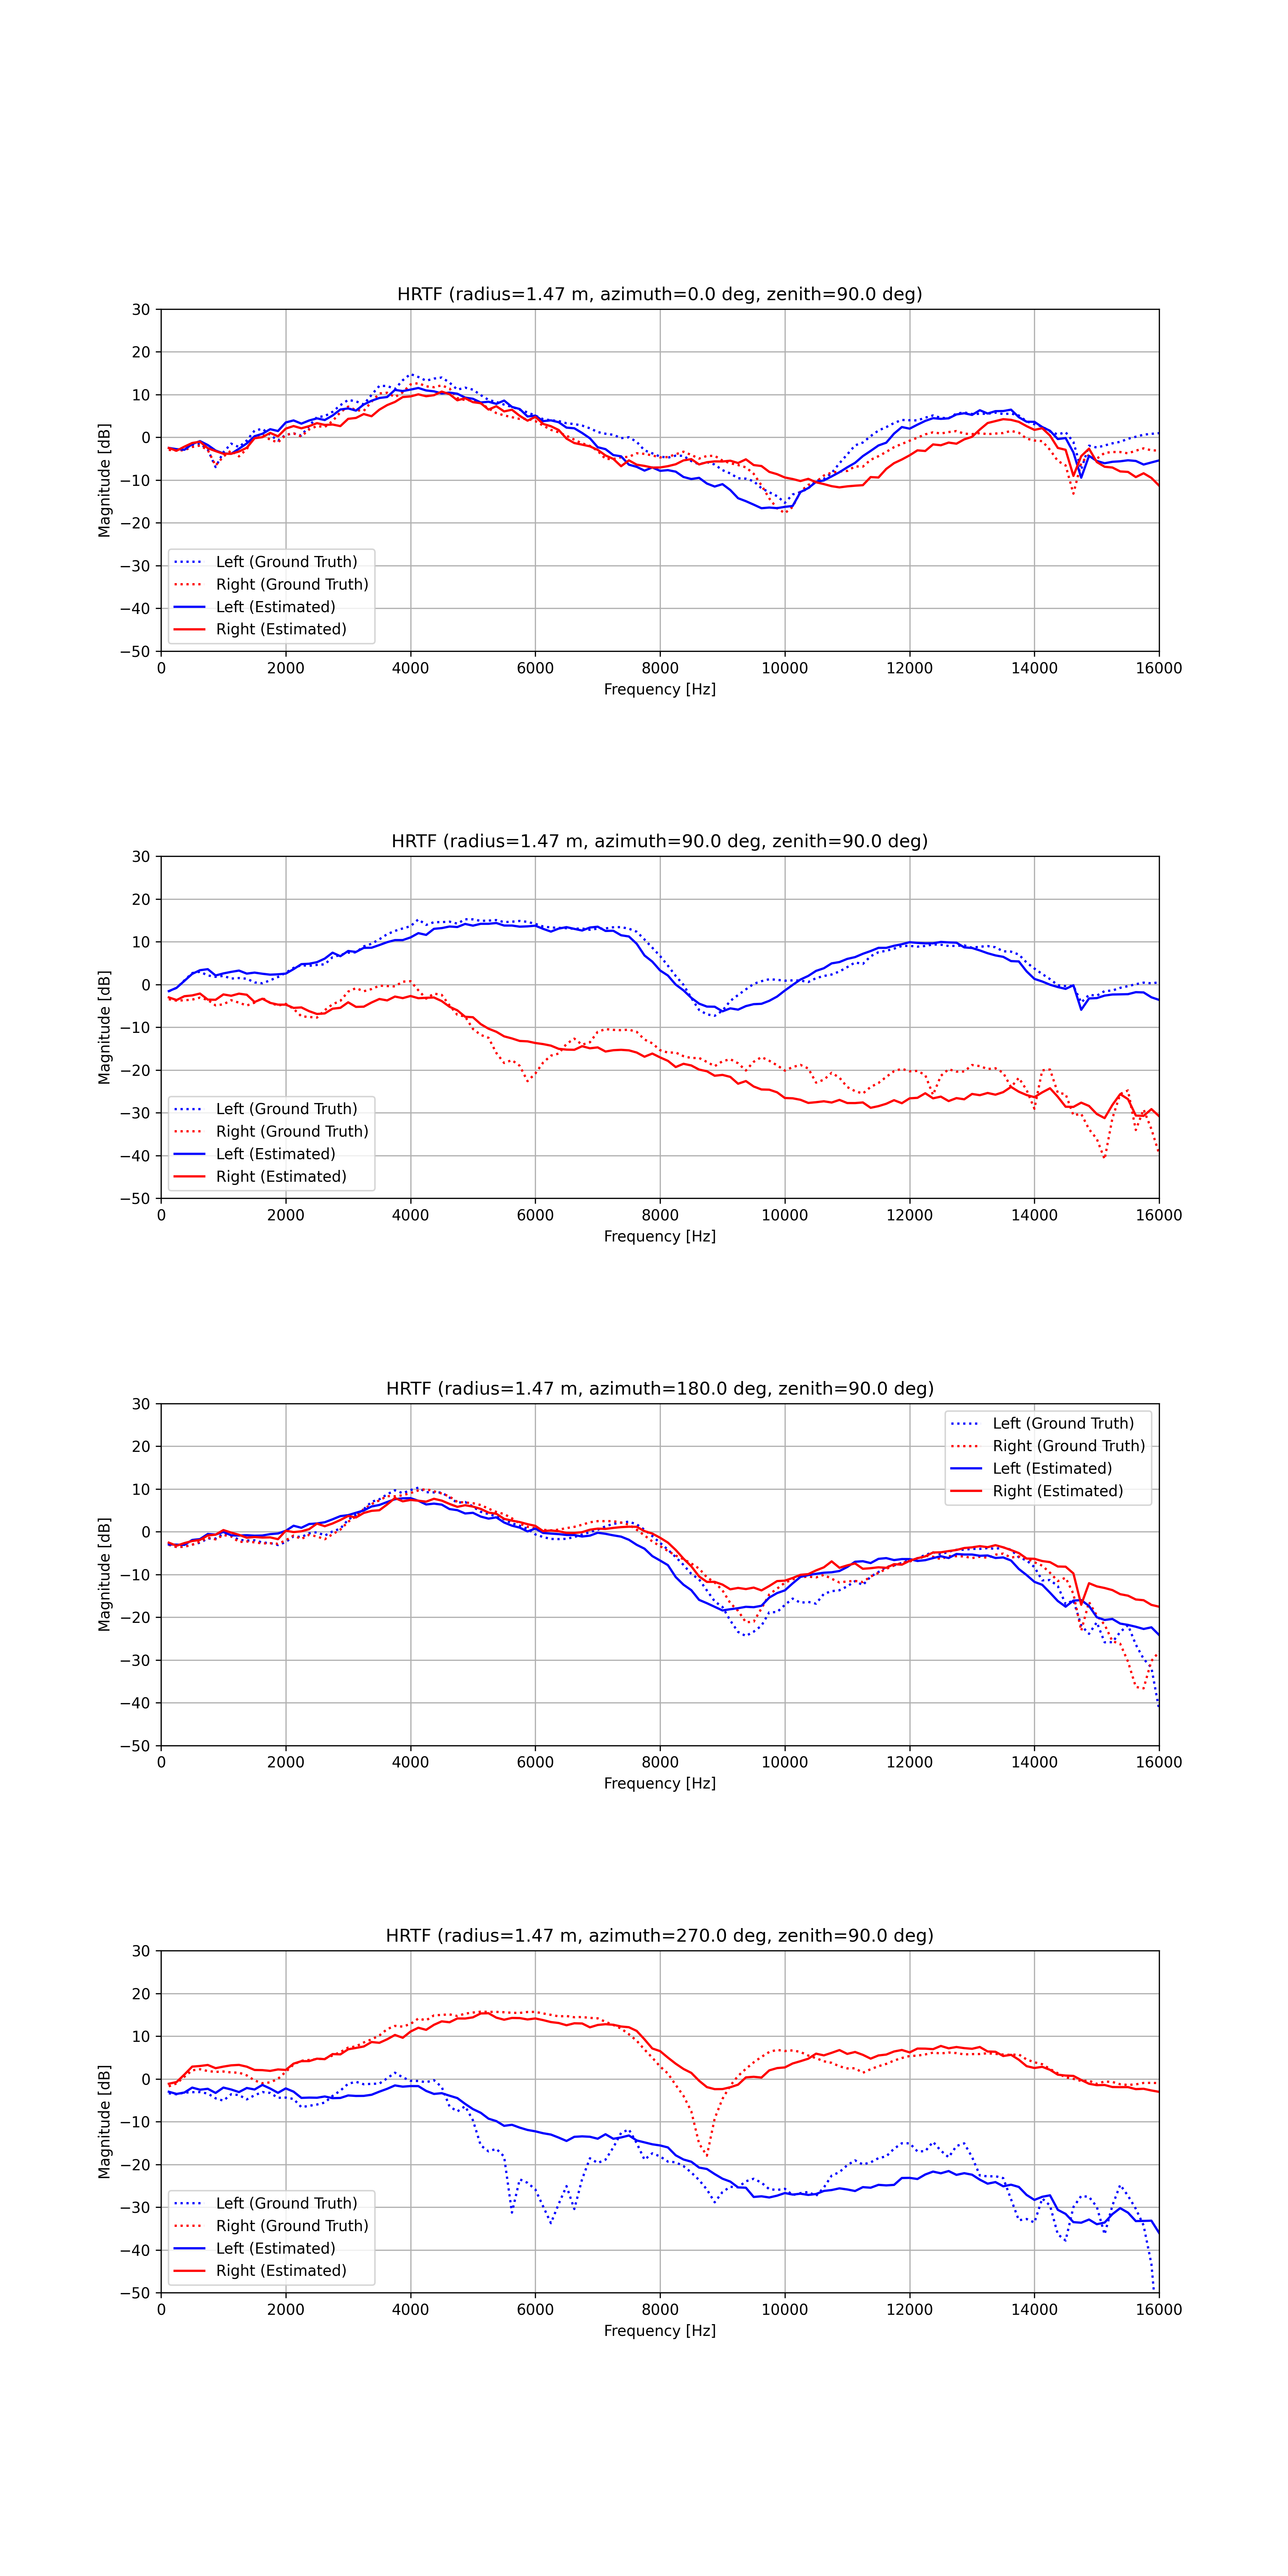 HRTF (radius=1.47 m, azimuth=0.0 deg, zenith=90.0 deg)
30
20
10
0
−10
−20
−30
−40
−50
Magnitude [dB]
Left (Ground Truth)
Right (Ground Truth)
Left (Estimated)
Right (Estimated)
0 2000 4000 6000 8000 10000 12000 14000 16000
Frequency [Hz]
HRTF (radius=1.47 m, azimuth=90.0 deg, zenith=90.0 deg)
30
20
10
0
−10
−20
−30
−40
−50
Magnitude [dB]
Left (Ground Truth)
Right (Ground Truth)
Left (Estimated)
Right (Estimated)
0 2000 4000 6000 8000 10000 12000 14000 16000
Frequency [Hz]
HRTF (radius=1.47 m, azimuth=180.0 deg, zenith=90.0 deg)
30
20
10
0
−10
−20
−30
−40
−50
Magnitude [dB]
Left (Ground Truth)
Right (Ground Truth)
Left (Estimated)
Right (Estimated)
0 2000 4000 6000 8000 10000 12000 14000 16000
Frequency [Hz]
HRTF (radius=1.47 m, azimuth=270.0 deg, zenith=90.0 deg)
30
20
10
0
−10
−20
−30
−40
−50
Magnitude [dB]
Left (Ground Truth)
Right (Ground Truth)
Left (Estimated)
Right (Estimated)
0 2000 4000 6000 8000 10000 12000 14000 16000
Frequency [Hz]